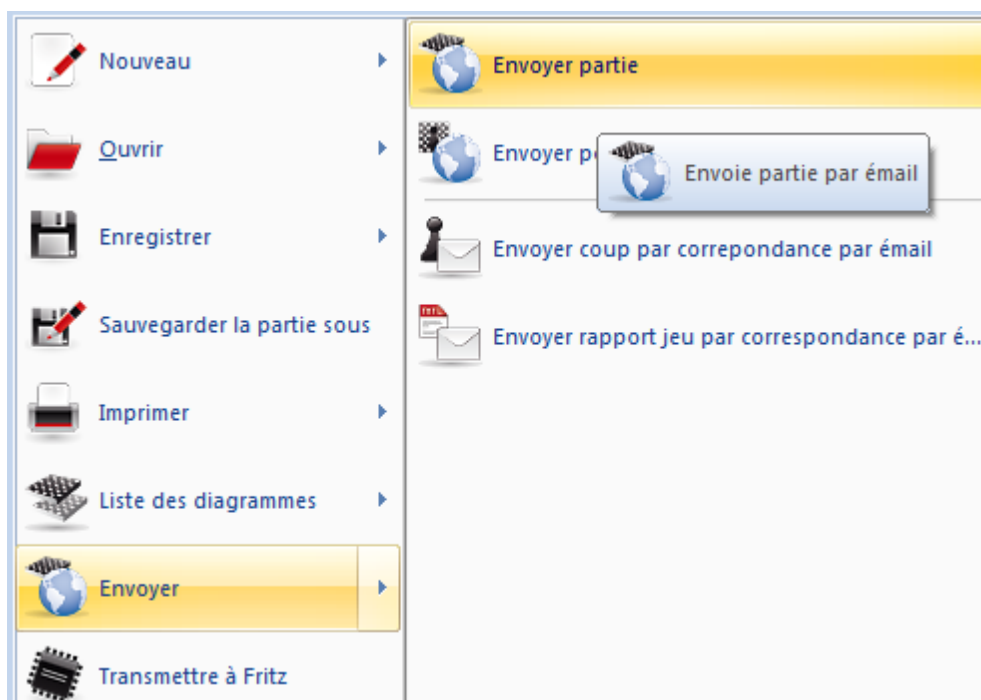 Nouveau
Ouvrir
Enregistrer
Sauvegarder la partie sous
Imprimer
Liste des diagrammes
Envoyer
Transmettre à Fritz
Envoyer partie
Envoyer
Envoie partie par émail
Envoyer coup par correpondance par émail
Envoyer rapport jeu par correspondance par é...